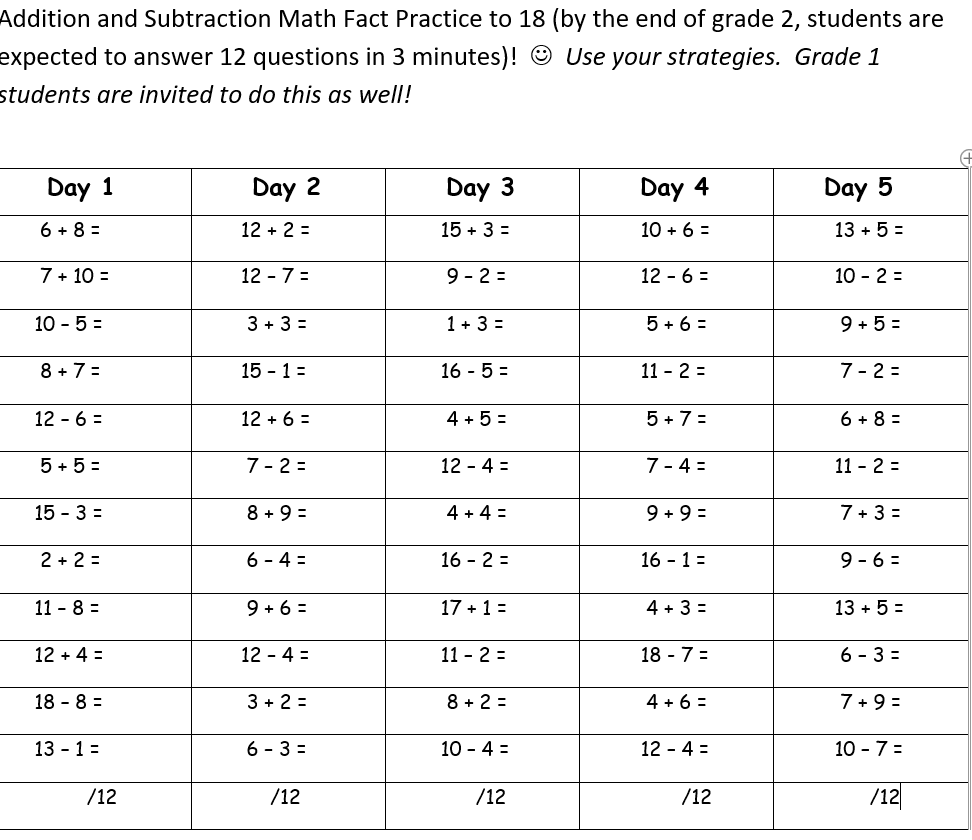 Addition and Subtraction Math Fact Practice to 18 (by the end of grade 2, students are
expected to answer 12 questions in 3 minutes)! ☺ Use your strategies. Grade 1
students are invited to do this as well!
Day 1 Day 2 Day 3 Day 4 Day 5
6 + 8 = 12 + 2 = 15 + 3 = 10 + 6 = 13 + 5 =
7 + 10 = 12 – 7 = 9 – 2 = 12 – 6 = 10 – 2 =
10 – 5 = 3 + 3 = 1 + 3 = 5 + 6 = 9 + 5 =
8 + 7 = 15 – 1 = 16 - 5 = 11 – 2 = 7 – 2 =
12 – 6 = 12 + 6 = 4 + 5 = 5 + 7 = 6 + 8 =
5 + 5 = 7 – 2 = 12 – 4 = 7 – 4 = 11 – 2 =
15 – 3 = 8 + 9 = 4 + 4 = 9 + 9 = 7 + 3 =
2 + 2 = 6 – 4 = 16 – 2 = 16 – 1 = 9 – 6 =
11 – 8 = 9 + 6 = 17 + 1 = 4 + 3 = 13 + 5 =
12 + 4 = 12 – 4 = 11 – 2 = 18 - 7 = 6 – 3 =
18 – 8 = 3 + 2 = 8 + 2 = 4 + 6 = 7 + 9 =
13 – 1 = 6 – 3 = 10 – 4 = 12 – 4 = 10 – 7 =
/12 /12 /12 /12 /12